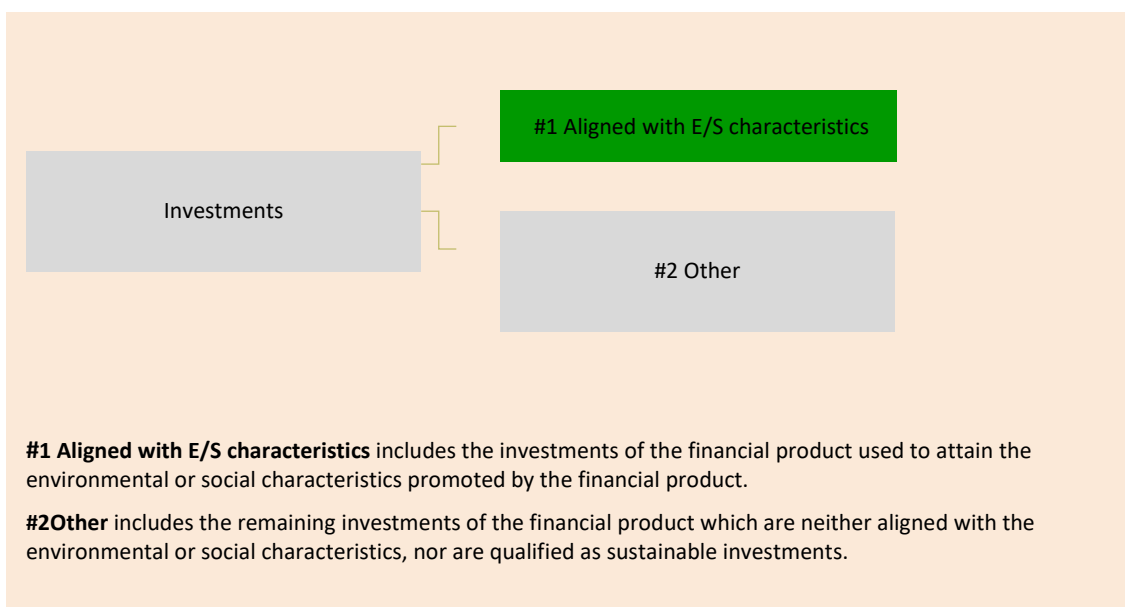 #1 Aligned with E/S characteristics
Investments
#2 Other
#1 Aligned with E/S characteristics includes the investments of the financial product used to attain the
environmental or social characteristics promoted by the financial product.
#2Other includes the remaining investments of the financial product which are neither aligned with the
environmental or social characteristics, nor are qualified as sustainable investments.